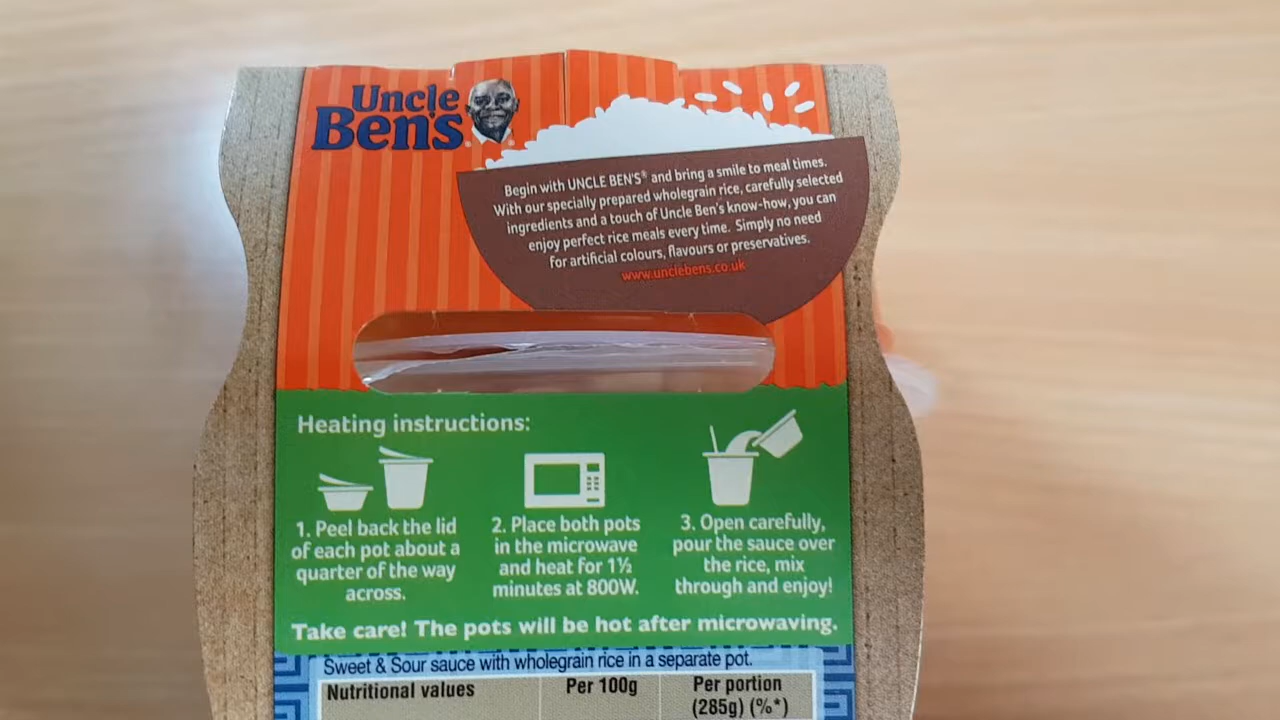 Uncle
Ben's
Begin with UNCLE BEN'S® and bring a smile to meal times.
With our specially prepared wholegrain rice, carefully selected
ingredients and a touch of Uncle Ben's know-how, you can
enjoy perfect rice meals every time. Simply no need
for artificial colours, flavours or preservatives.
www.unclebens.co.uk
Heating instructions:
1. Peel back the lid
of each pot about a
quarter of the way
across.
2. Place both pots
in the microwave
and heat for 1½
minutes at 800W.
3. Open carefully,
pour the sauce over
the rice, mix
through and enjoy!
Take care! The pots will be hot after microwaving.
Sweet & Sour sauce with wholegrain rice in a separate pot.
Nutritional values Per 100g Per portion
(285g) (%*)